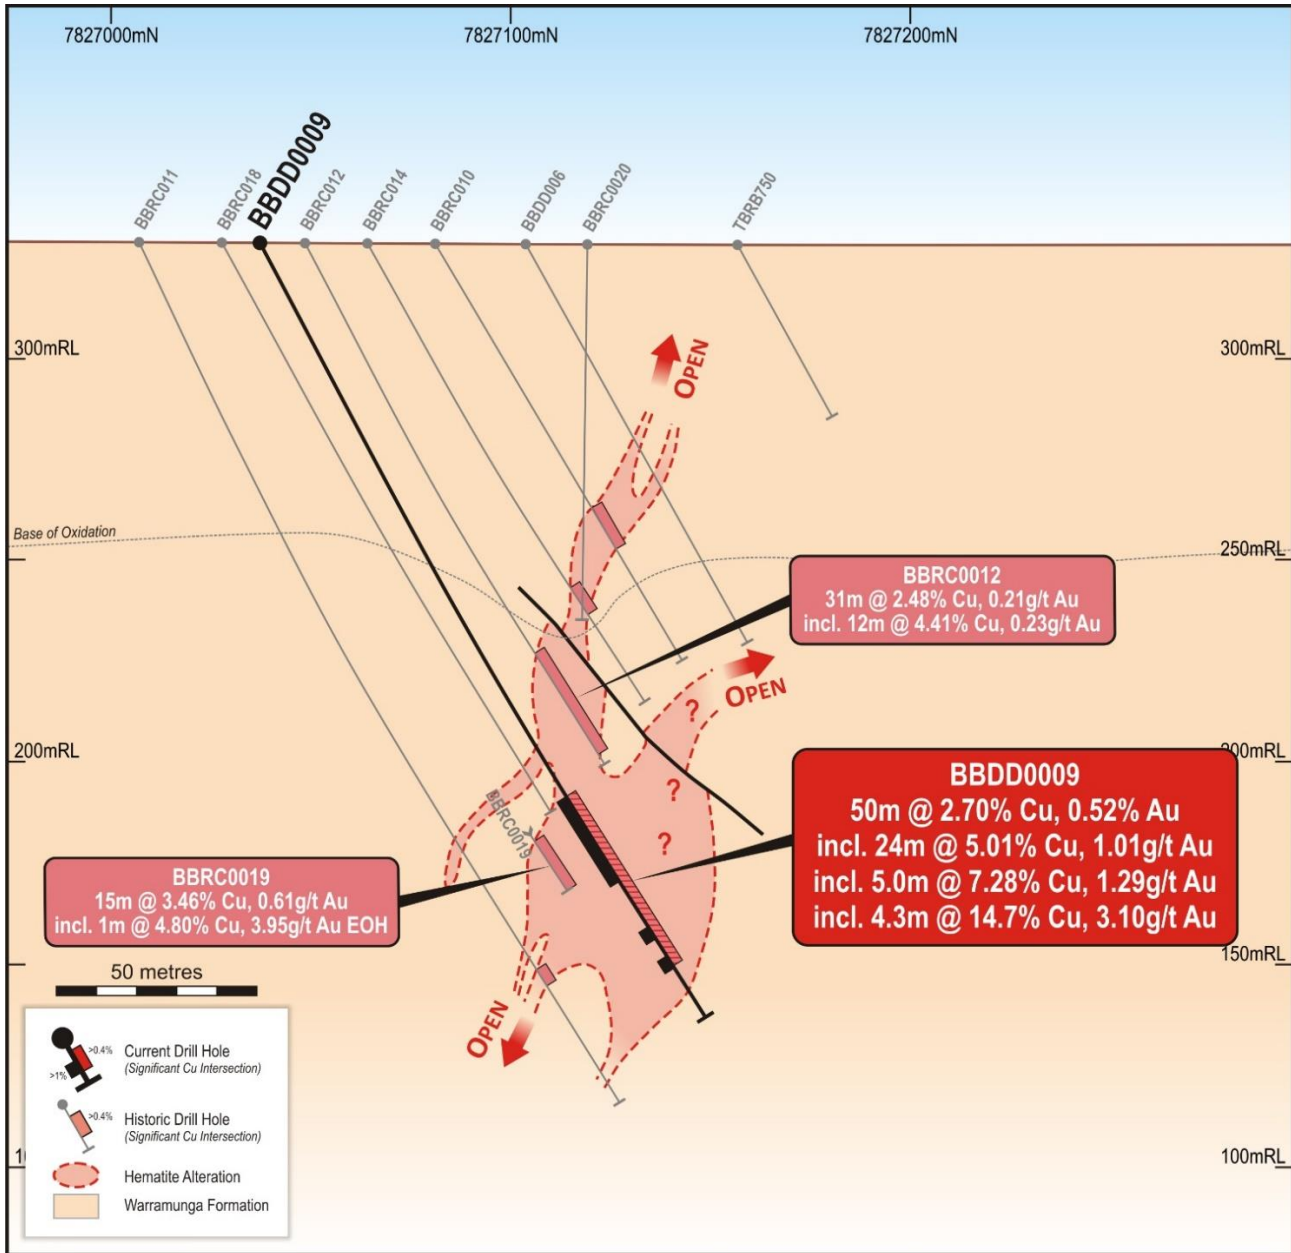 7827000mN
7827100mN
7827200mN
BBRC011
BBRC018
BBDD0009
BBRC012
BBRC014
BBRC010
BBDD006
BBRC0020
TBRB750
300mRL
300mRL
OPEN
Base of Oxidation
250mRL
BBRC0012
31m @ 2.48% Cu, 0.21g/t Au
incl. 12m @ 4.41% Cu, 0.23g/t Au
OPEN
?
?
?
200mRL
200mRL
BBDD0009
50m @ 2.70% Cu, 0.52% Au
incl. 24m @ 5.01% Cu, 1.01g/t Au
incl. 5.0m @ 7.28% Cu, 1.29g/t Au
incl. 4.3m @ 14.7% Cu, 3.10g/t Au
BBRC0019
BBRC0019
15m @ 3.46% Cu, 0.61g/t Au
incl. 1m @ 4.80% Cu, 3.95g/t Au EOH
150mRL
50 metres
OPEN
>0.4%
>1%
Current Drill Hole
(Significant Cu Intersection)
>0.4%
Historic Drill Hole
(Significant Cu Intersection)
Hematite Alteration
Warramunga Formation
100mRL